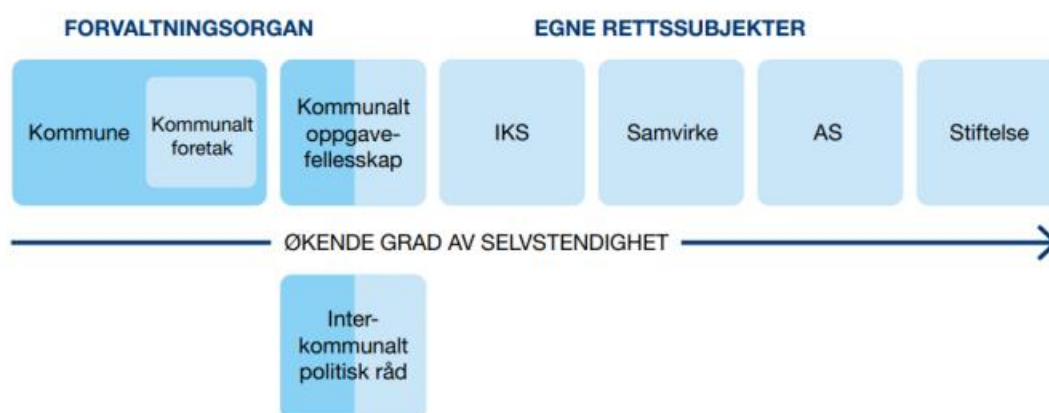 FORVALTNINGSORGAN
EGNE RETTSSUBJEKTER
Kommune
Kommunalt
foretak
Kommunalt
oppgave-
fellesskap
IKS
Samvirke
AS
Stiftelse
ØKENDE GRAD AV SELVSTENDIGHET
Inter-
kommunalt
politisk råd